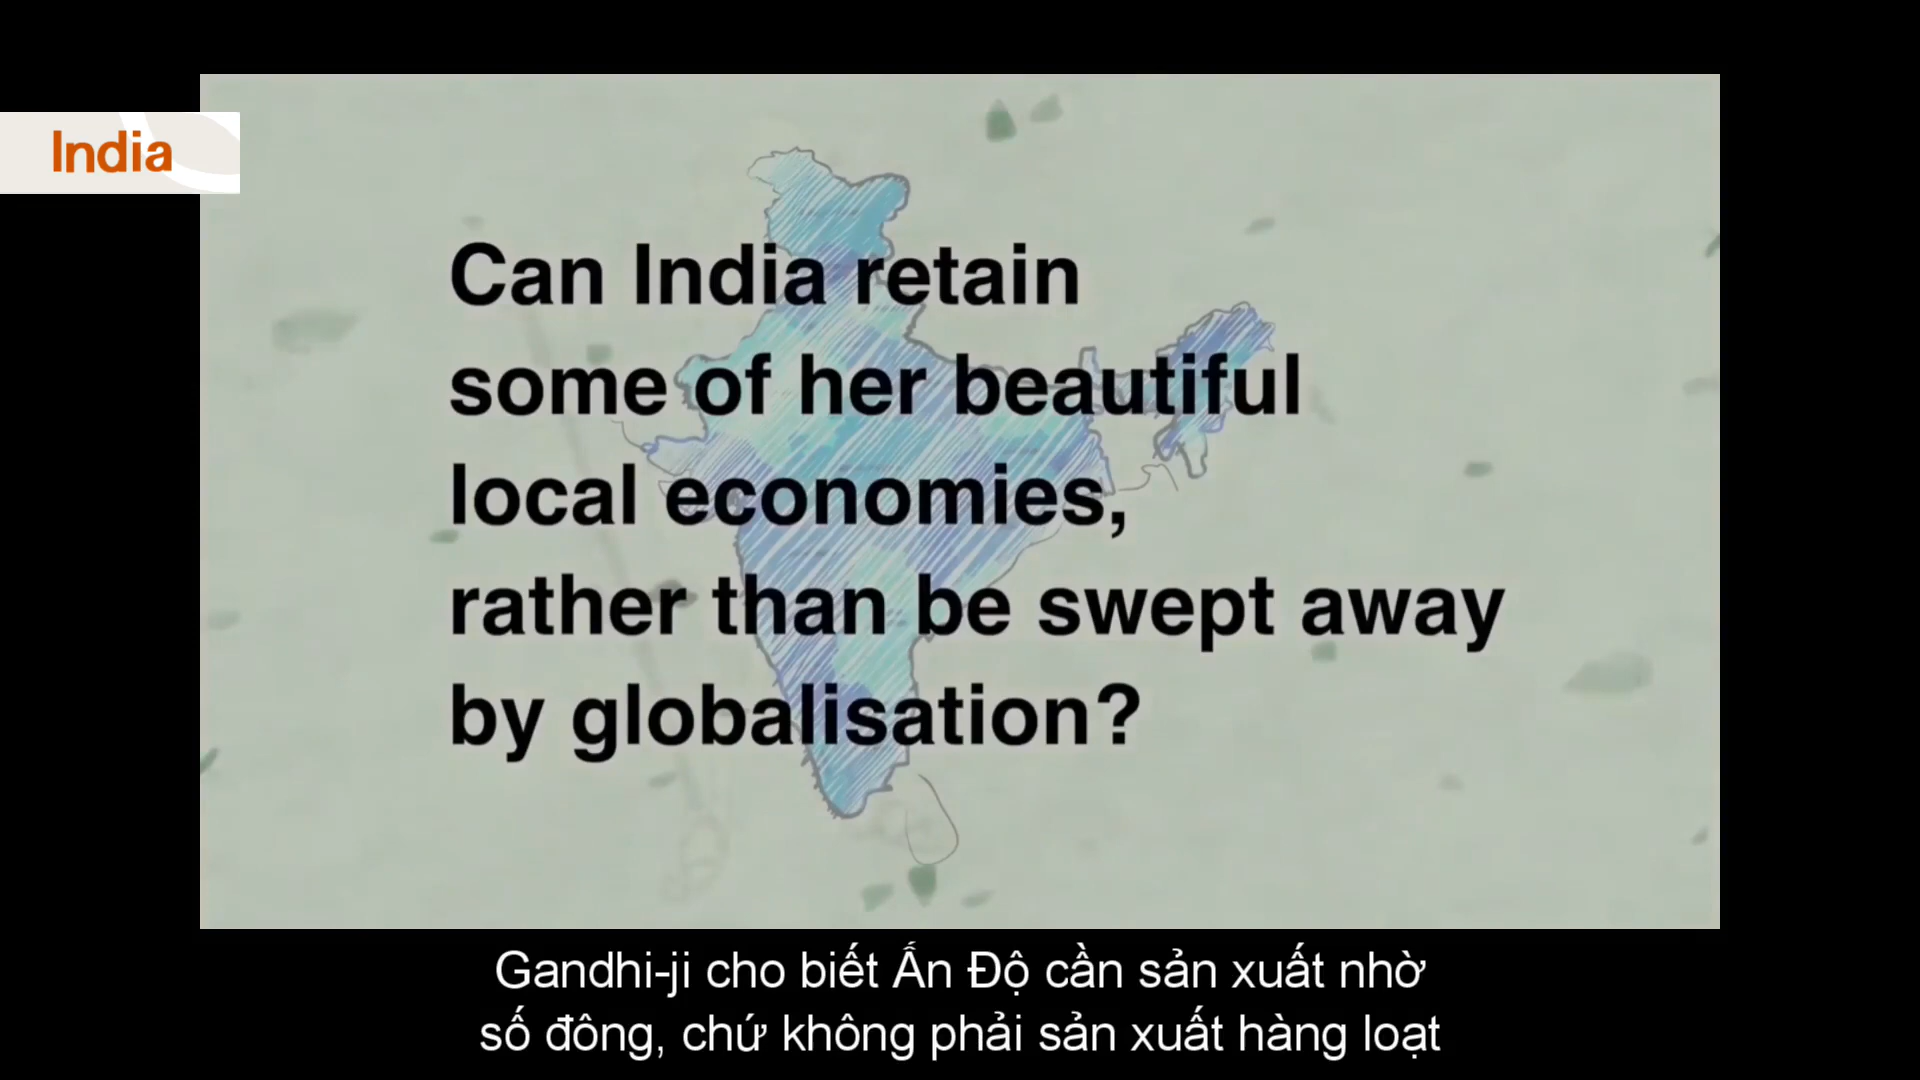 India
Can India retain
some of her beautiful
local economies,
rather than be swept away
by globalisation?
Gandhi-ji cho biết Ấn Độ cần sản xuất nhờ
số đông, chứ không phải sản xuất hàng loạt